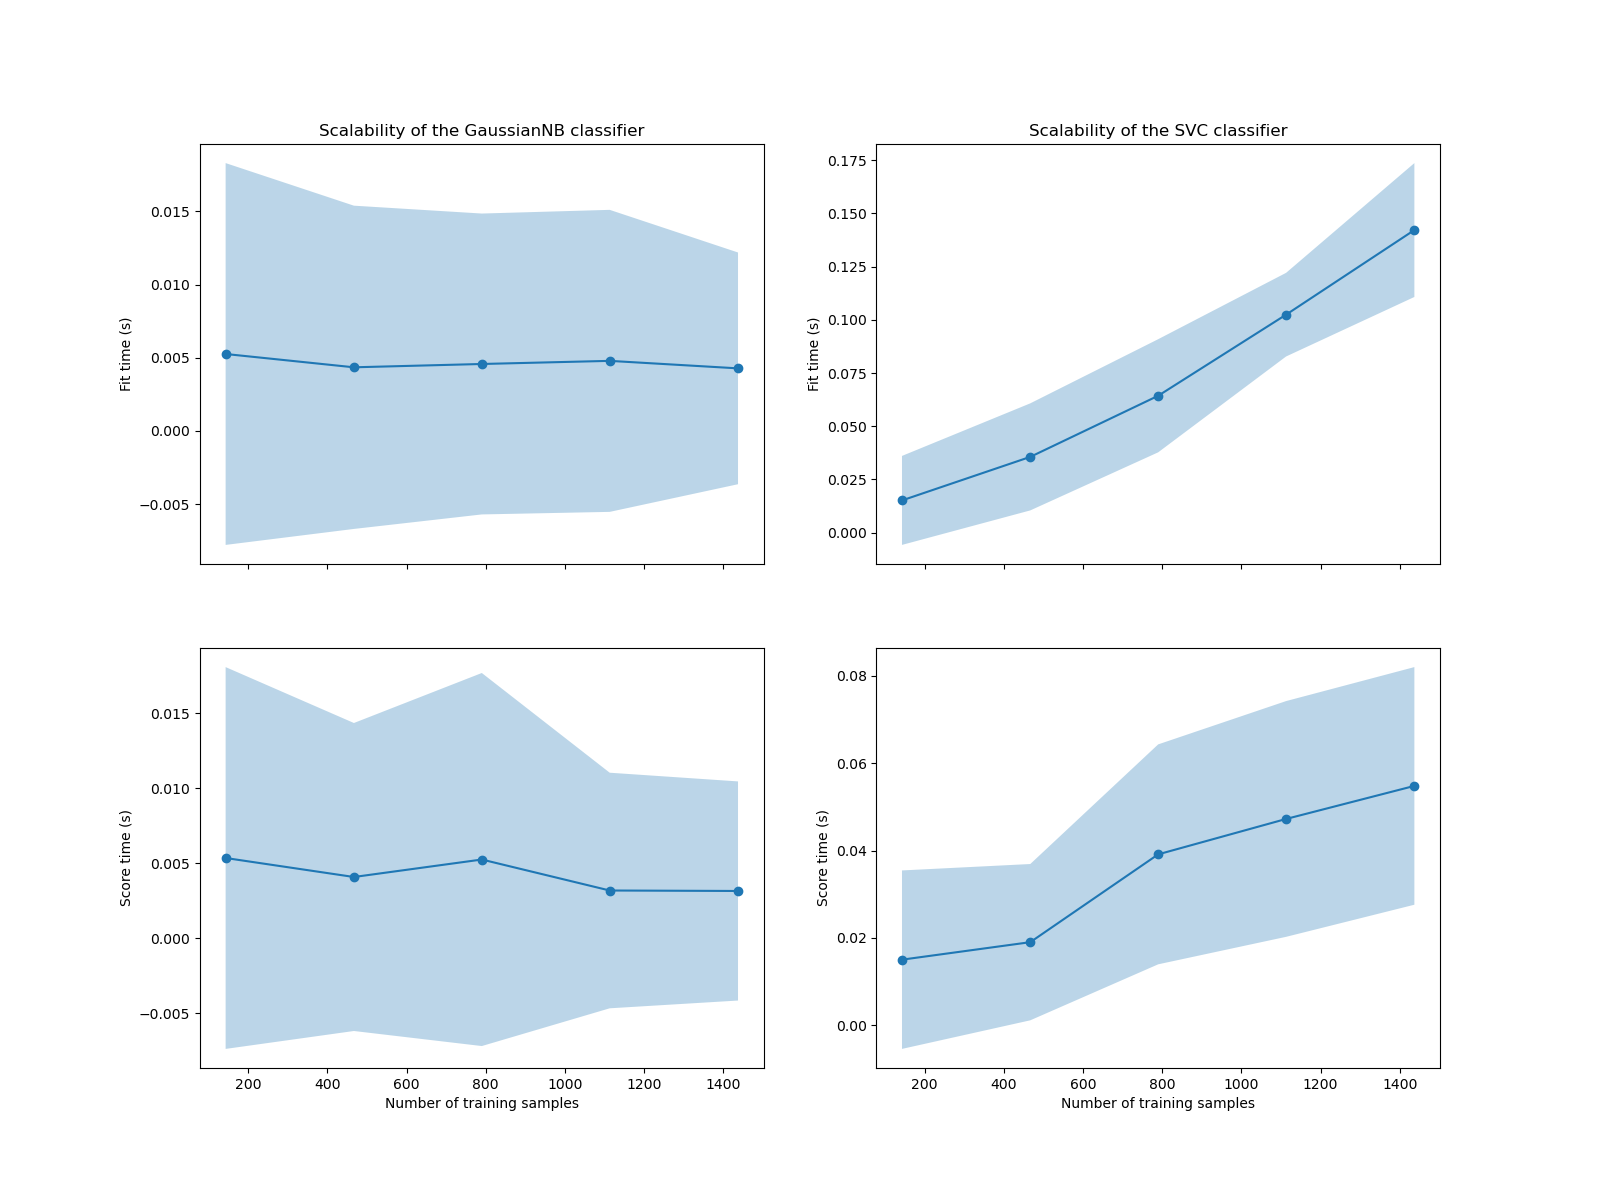 Scalability of the GaussianNB classifier
Fit time (s)
0.015
0.010
0.005
0.000
−0.005
Scalability of the SVC classifier
Fit time (s)
0.175
0.150
0.125
0.100
0.075
0.050
0.025
0.000
Score time (s)
0.015
0.010
0.005
0.000
−0.005
200 400 600 800 1000 1200 1400
Number of training samples
Score time (s)
0.08
0.06
0.04
0.02
0.00
200 400 600 800 1000 1200 1400
Number of training samples